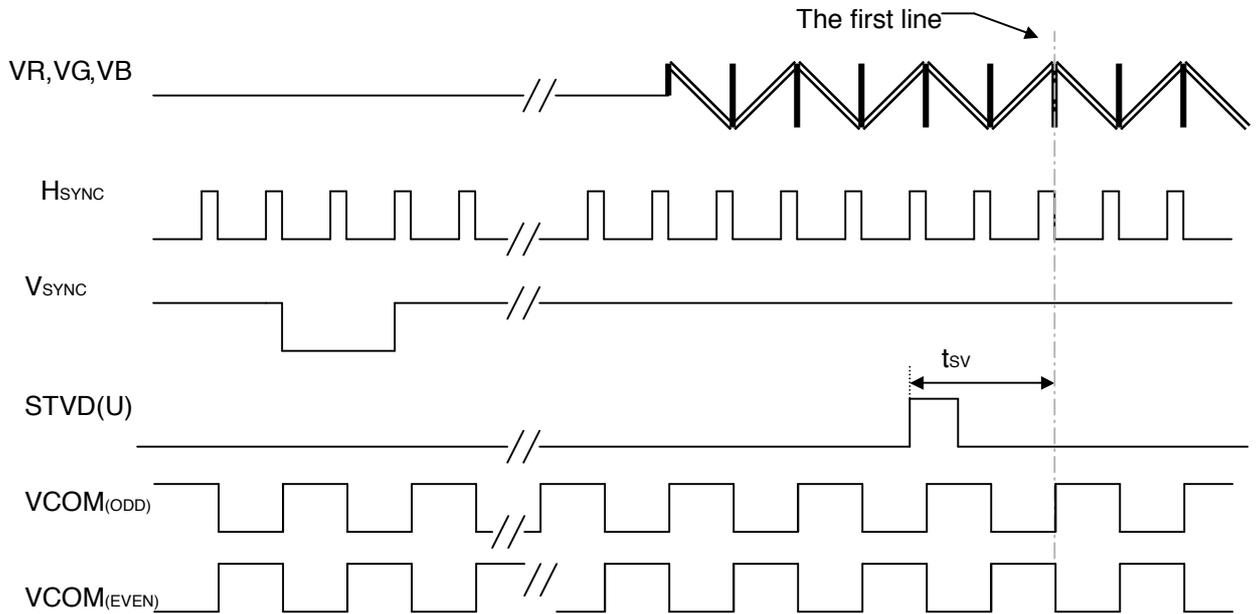 The first line
VR,VG,VB
HSYNC
VSYNC
tSV
STVD(U)
VCOM(ODD)
VCOM(EVEN)